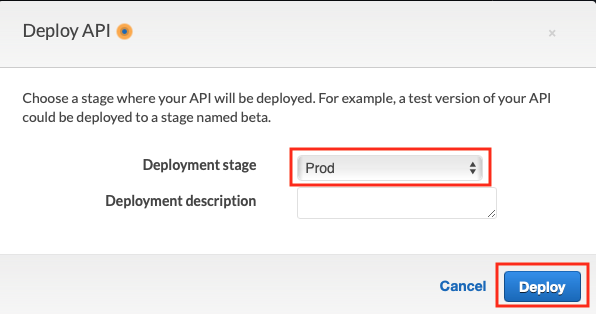 Deploy API
Choose a stage where your API will be deployed. For example, a test version of your API
could be deployed to a stage named beta.
Deployment stage Prod
Deployment description
Cancel Deploy